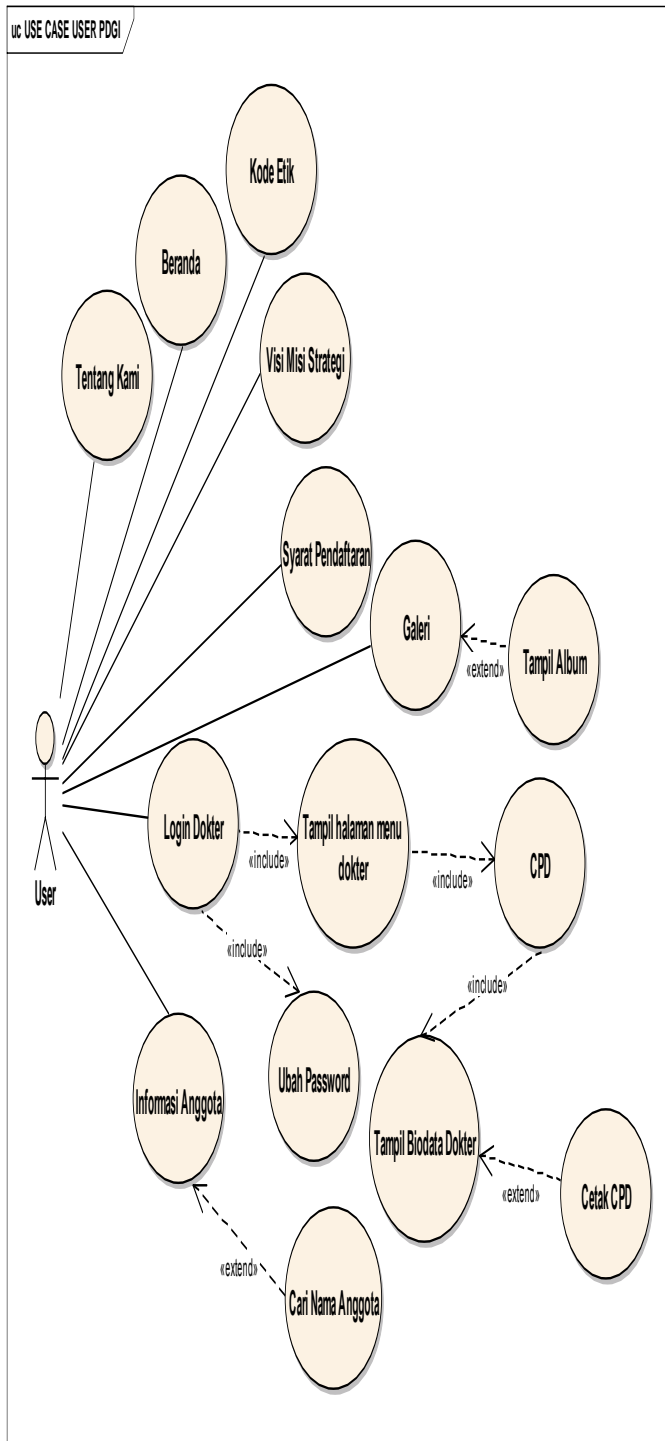 uc USE CASE USER PDGI
Kode Etik
Beranda
Tentang Kami
Visi Misi Strategi
Syarat Pendaftaran
Galeri
«extend»
Tampil Album
User
Login Dokter
«include»
Tampil halaman menu
dokter
«include»
CPD
«include»
«include»
Ubah Password
Informasi Anggota
Tampil Biodata Dokter
«extend»
Cetak CPD
«extend»
Cari Nama Anggota